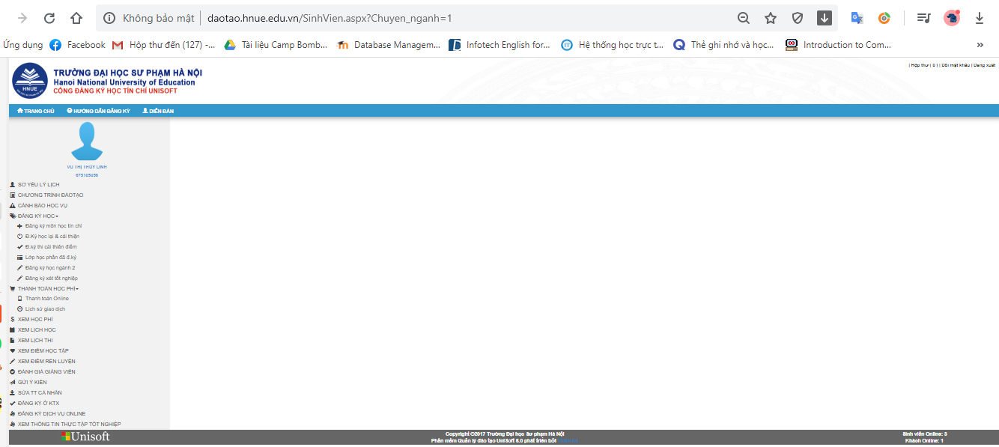 Không bảo mật daotao.hnue.edu.vn/SinhVien.aspx?Chuyen_nganh=1
Ứng dụng Facebook Hộp thư đến (127) -... Tài liệu Camp Bomb... Database Managem... Infotech English for... Hệ thống học trực t... Thẻ ghi nhớ và học... Introduction to Com... »
TRƯỜNG ĐẠI HỌC SƯ PHẠM HÀ NỘI
| Hộp thư ( 0 ) | Đổi mật khẩu | Đăng xuất
Hanoi National University of Education
CỔNG ĐĂNG KÝ HỌC TÍN CHỈ UNISOFT
HNUE
TRANG CHỦ HƯỚNG DẪN ĐĂNG KÝ DIỄN ĐÀN
VŨ THỊ THÙY LINH
SƠ YẾU LÝ LỊCH
CHƯƠNG TRÌNH ĐÀOTẠO
CẢNH BÁO HỌC VỤ
ĐĂNG KÝ HỌC
Đăng ký môn học tín chỉ
Đ.Ký học lại & cải thiện
Đ.ký thi cải thiện điểm
Lớp học phần đã đ.ký
Đăng ký học ngành 2
Đăng ký xét tốt nghiệp
THANH TOÁN HỌC PHÍ
Thanh toán Online
Lịch sử giao dịch
XEM HỌC PHÍ
XEM LỊCH HỌC
XEM LỊCH THI
XEM ĐIỂM HỌC TẬP
XEM ĐIỂM RÈN LUYỆN
ĐÁNH GIÁ GIẢNG VIÊN
GỬI Ý KIẾN
SỬA TT CÁ NHÂN
ĐĂNG KÝ Ở KTX
ĐĂNG KÝ DỊCH VỤ ONLINE
XEM THÔNG TIN THỰC TẬP TỐT NGHIỆP
Unisoft
Copyright ©2017 Trường Đại học Sư phạm Hà Nội
Phần mềm Quản lý đào tạo UniSoft 6.0 phát triển bởi
Sinh viên Online: 3
Khách Online: 1